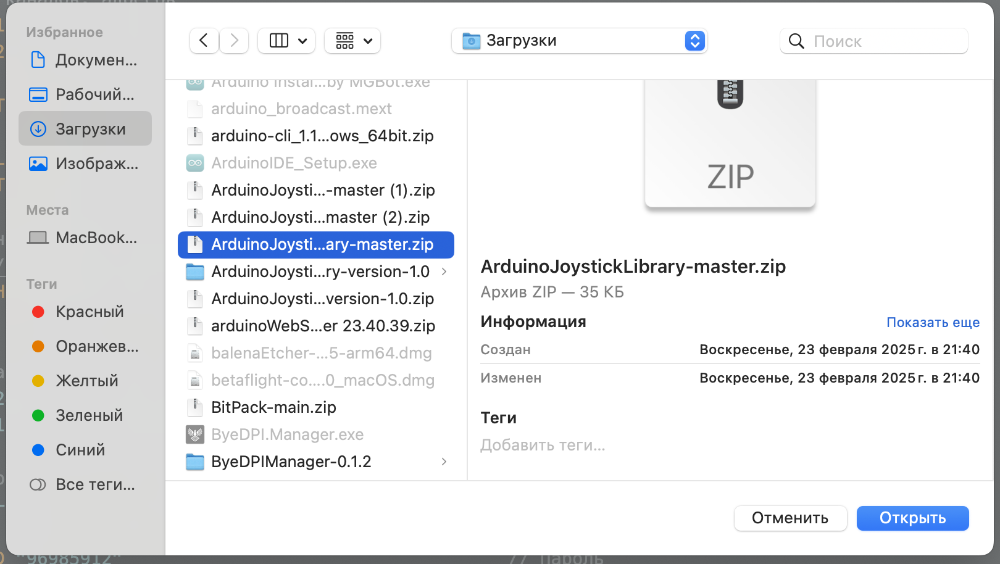 Избранное
Докумен...
Рабочий...
Загрузки
Изображ...
Места
MacBook...
Теги
Красный
Оранжев...
Желтый
Зеленый
Синий
Все теги...
Загрузки
Поиск
Arduino Instal...by MGBot.exe
arduino_broadcast.mext
arduino-cli_1.1...ows_64bit.zip
ArduinoIDE_Setup.exe
ArduinoJoysti...-master (1).zip
ArduinoJoysti...master (2).zip
ArduinoJoysti...ary-master.zip
ArduinoJoysti...ry-version-1.0
ArduinoJoysti...version-1.0.zip
arduinoWebS...er 23.40.39.zip
balenaEtcher-...5-arm64.dmg
betaflight-co....0_macOS.dmg
BitPack-main.zip
ByeDPI.Manager.exe
ByeDPIManager-0.1.2
ZIP
ArduinoJoystickLibrary-master.zip
Архив ZIP — 35 КБ
Информация
Показать еще
Создан
Воскресенье, 23 февраля 2025 г. в 21:40
Изменен
Воскресенье, 23 февраля 2025 г. в 21:40
Теги
Добавить теги...
Отменить
Открыть
"96985912"
// Пароль